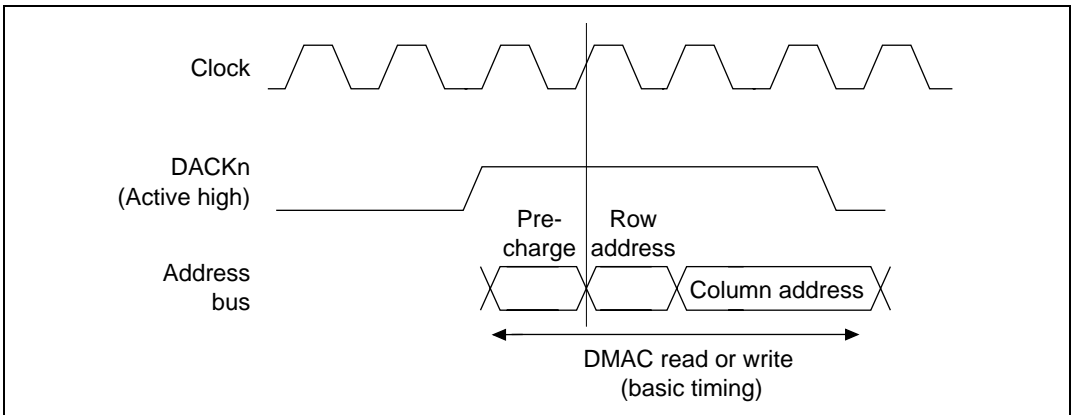 Clock
DACKn
(Active high)
Pre-
charge
Row
address
Address
bus
Column address
DMAC read or write
(basic timing)